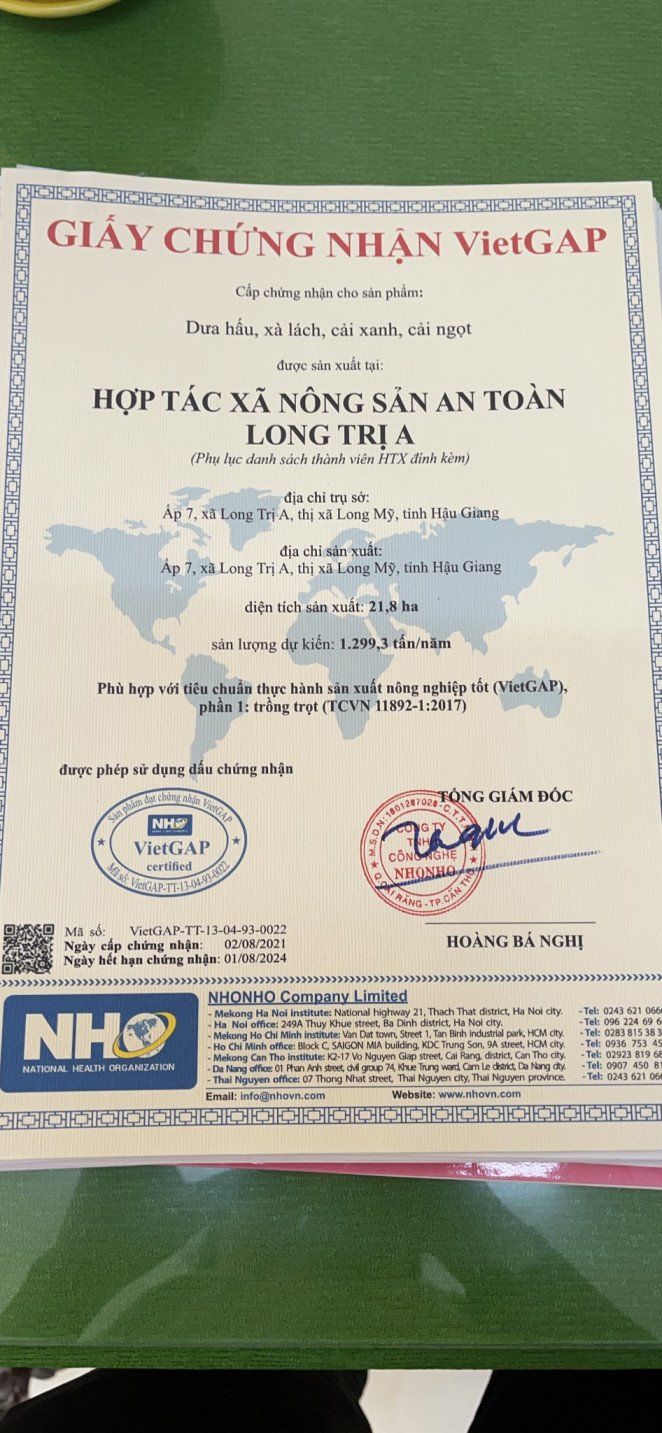 GIẤY CHỨNG NHẬN VietGAP
Cấp chứng nhận cho sản phẩm:
Dưa hấu, xà lách, cải xanh, cải ngọt
được sản xuất tại:
HỢP TÁC XÃ NÔNG SẢN AN TOÀN
LONG TRỊ A
(Phụ lục danh sách thành viên HTX đính kèm)
địa chỉ trụ sở:
Ấp 7, xã Long Trị A, thị xã Long Mỹ, tỉnh Hậu Giang
địa chỉ sản xuất:
Ấp 7, xã Long Trị A, thị xã Long Mỹ, tỉnh Hậu Giang
diện tích sản xuất: 21,8 ha
sản lượng dự kiến: 1.299,3 tấn/năm
Phù hợp với tiêu chuẩn thực hành sản xuất nông nghiệp tốt (VietGAP),
phần 1: trồng trọt (TCVN 11892-1:2017)
được phép sử dụng dấu chứng nhận
Sản phẩm đạt chứng nhận VietGAP
NHO
VietGAP
certified
Mã số: VietGAP-TT-13-04-93-0022
TỔNG GIÁM ĐỐC
M.S.D.N:1801287028-C.T.T
CÔNG TY
TNHH
CÔNG NGHỆ
NHONHO
Q.CÁI RĂNG-TP.CẦN THƠ
HOÀNG BÁ NGHỊ
Mã số: VietGAP-TT-13-04-93-0022
Ngày cấp chứng nhận: 02/08/2021
Ngày hết hạn chứng nhận: 01/08/2024
NHO
NATIONAL HEALTH ORGANIZATION
NHONHO Company Limited
- Mekong Ha Noi institute: National highway 21, Thach That district, Ha Noi city. - Tel: 0243 621 066
- Ha Noi office: 249A Thuy Khue street, Ba Dinh district, Ha Noi city. - Tel: 096 224 69 6
- Mekong Ho Chi Minh institute: Van Dat town, Street 1, Tan Binh industrial park, HCM city. - Tel: 0283 815 38 3
- Ho Chi Minh office: Block C, SAIGON MIA building, KDC Trung Son, 9A street, HCM city. - Tel: 0936 753 45
- Mekong Can Tho institute: K2-17 Vo Nguyen Giap street, Cai Rang, district, Can Tho city. - Tel: 02923 819 68
- Da Nang office: 01 Phan Anh street, civil group 74, Khue Trung ward, Cam Le district, Da Nang city. - Tel: 0907 450 8
- Thai Nguyen office: 07 Thong Nhat street, Thai Nguyen city, Thai Nguyen province. - Tel: 0243 621 06
Email: info@nhovn.com Website: www.nhovn.com